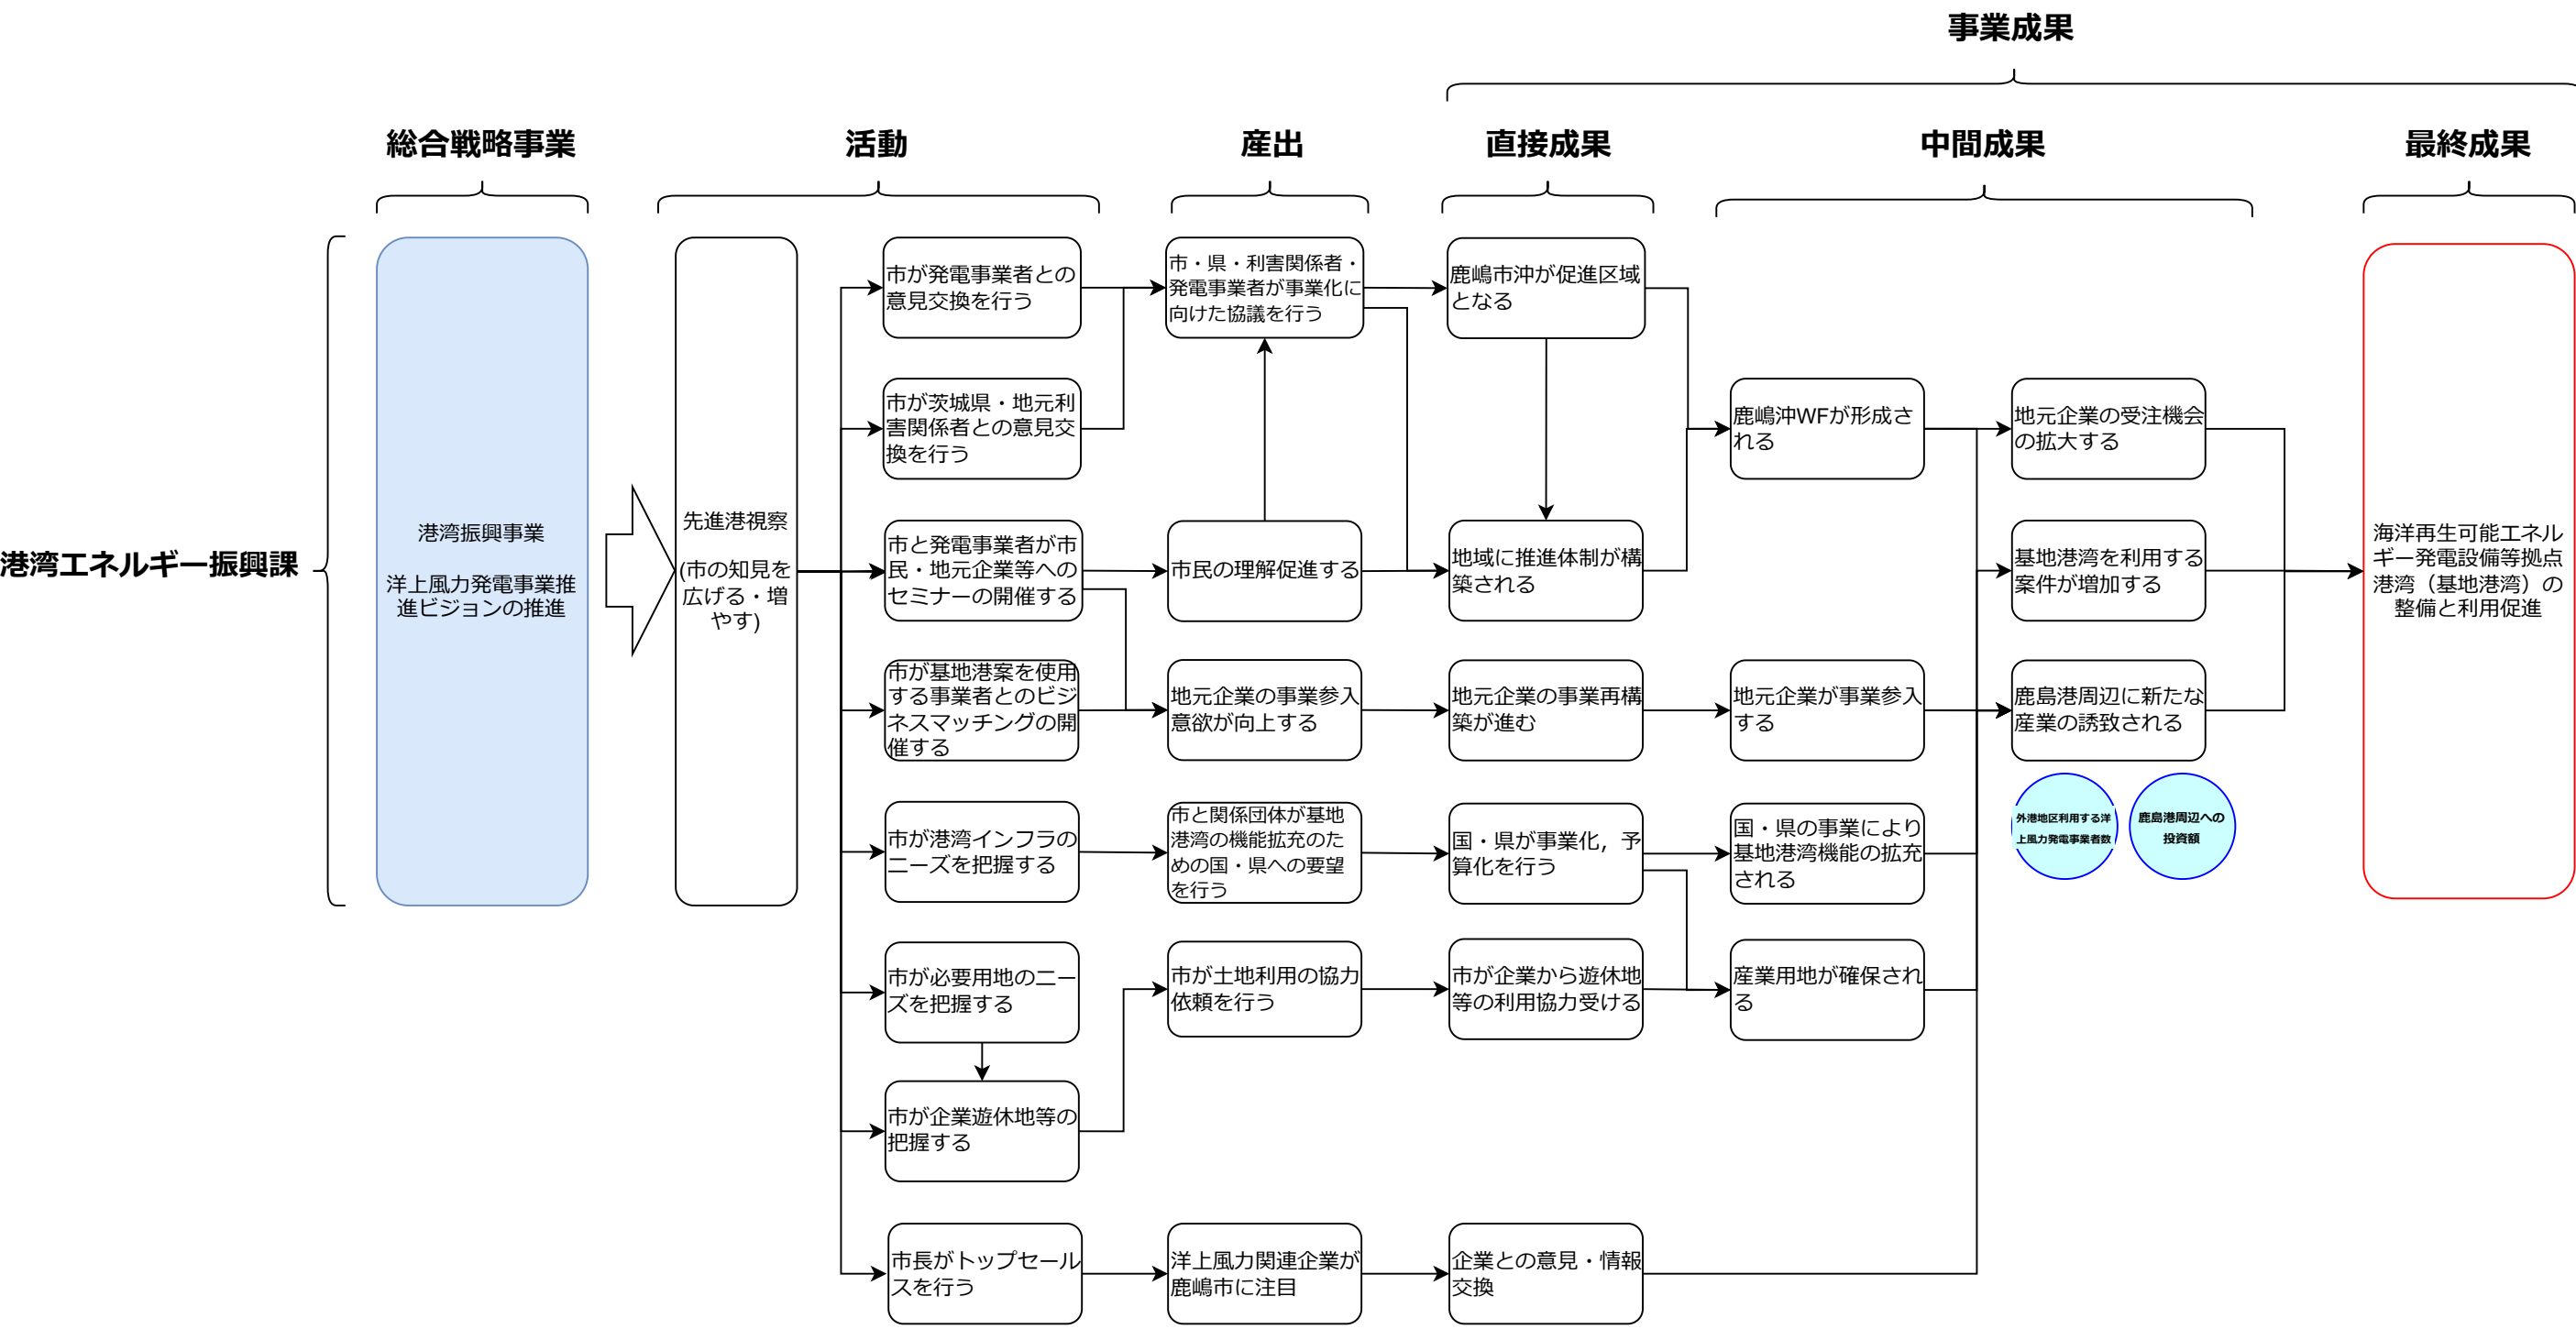 事業成果
総合戦略事業
活動
産出
直接成果
中間成果
最終成果
港湾エネルギー振興課
港湾振興事業
洋上風力発電事業推
進ビジョンの推進
先進港視察
(市の知見を
広げる・増
やす)
市が発電事業者との
意見交換を行う
市が茨城県・地元利
害関係者との意見交
換を行う
市と発電事業者が市
民・地元企業等への
セミナーの開催する
市が基地港案を使用
する事業者とのビジ
ネスマッチングの開
催する
市が港湾インフラの
ニーズを把握する
市が必要用地のニー
ズを把握する
市が企業遊休地等の
把握する
市長がトップセール
スを行う
市・県・利害関係者・
発電事業者が事業化に
向けた協議を行う
市民の理解促進する
地元企業の事業参入
意欲が向上する
市と関係団体が基地
港湾の機能拡充のた
めの国・県への要望
を行う
市が土地利用の協力
依頼を行う
洋上風力関連企業が
鹿嶋市に注目
鹿嶋市沖が促進区域
となる
地域に推進体制が構
築される
地元企業の事業再構
築が進む
国・県が事業化，予
算化を行う
市が企業から遊休地
等の利用協力受ける
企業との意見・情報
交換
鹿嶋沖WFが形成さ
れる
地元企業が事業参入
する
国・県の事業により
基地港湾機能の拡充
される
産業用地が確保され
る
地元企業の受注機会
の拡大する
基地港湾を利用する
案件が増加する
鹿島港周辺に新たな
産業の誘致される
外港地区利用する洋
上風力発電事業者数
鹿島港周辺への
投資額
海洋再生可能エネル
ギー発電設備等拠点
港湾（基地港湾）の
整備と利用促進